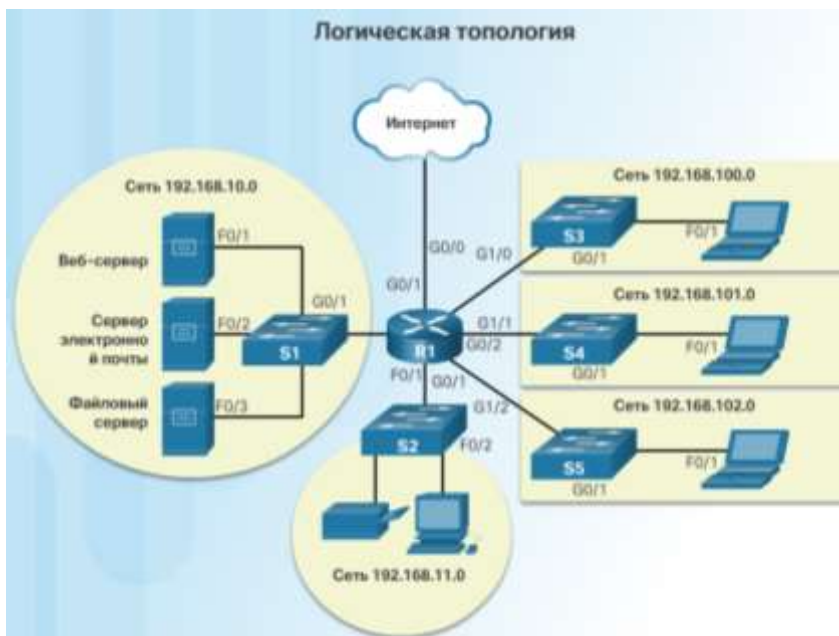 Логическая топология
Интернет
Сеть 192.168.10.0
Веб-сервер
F0/1
Сервер
электронно
й почты
F0/2
Файловый
сервер
F0/3
G0/1
S1
G0/0
G0/1
G1/0
R1
G1/1
G0/2
F0/1
G0/1
G1/2
S2
F0/2
Сеть 192.168.11.0
Сеть 192.168.100.0
S3
G0/1
F0/1
Сеть 192.168.101.0
S4
G0/1
F0/1
Сеть 192.168.102.0
S5
G0/1
F0/1